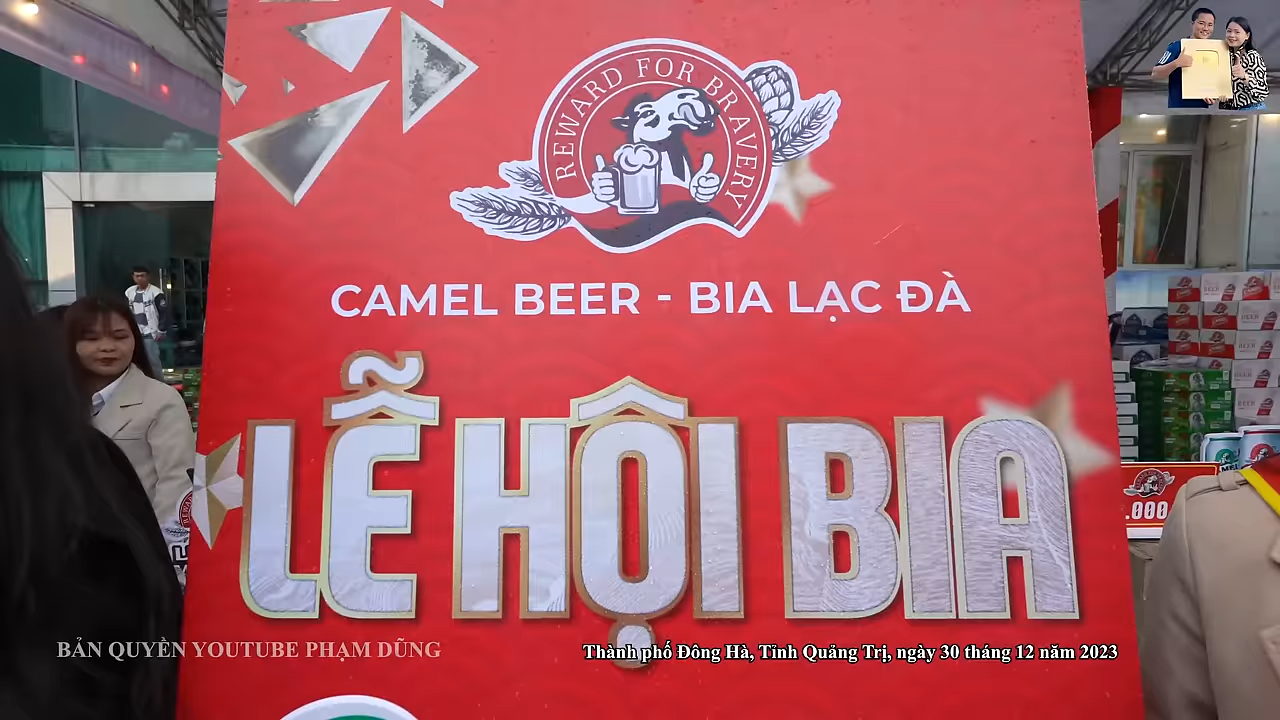 REWARD FOR BRAVERY
CAMEL BEER - BIA LẠC ĐÀ
LỄ HỘI BIA
.000
BẢN QUYỀN YOUTUBE PHẠM DŨNG
Thành phố Đông Hà, Tỉnh Quảng Trị, ngày 30 tháng 12 năm 2023